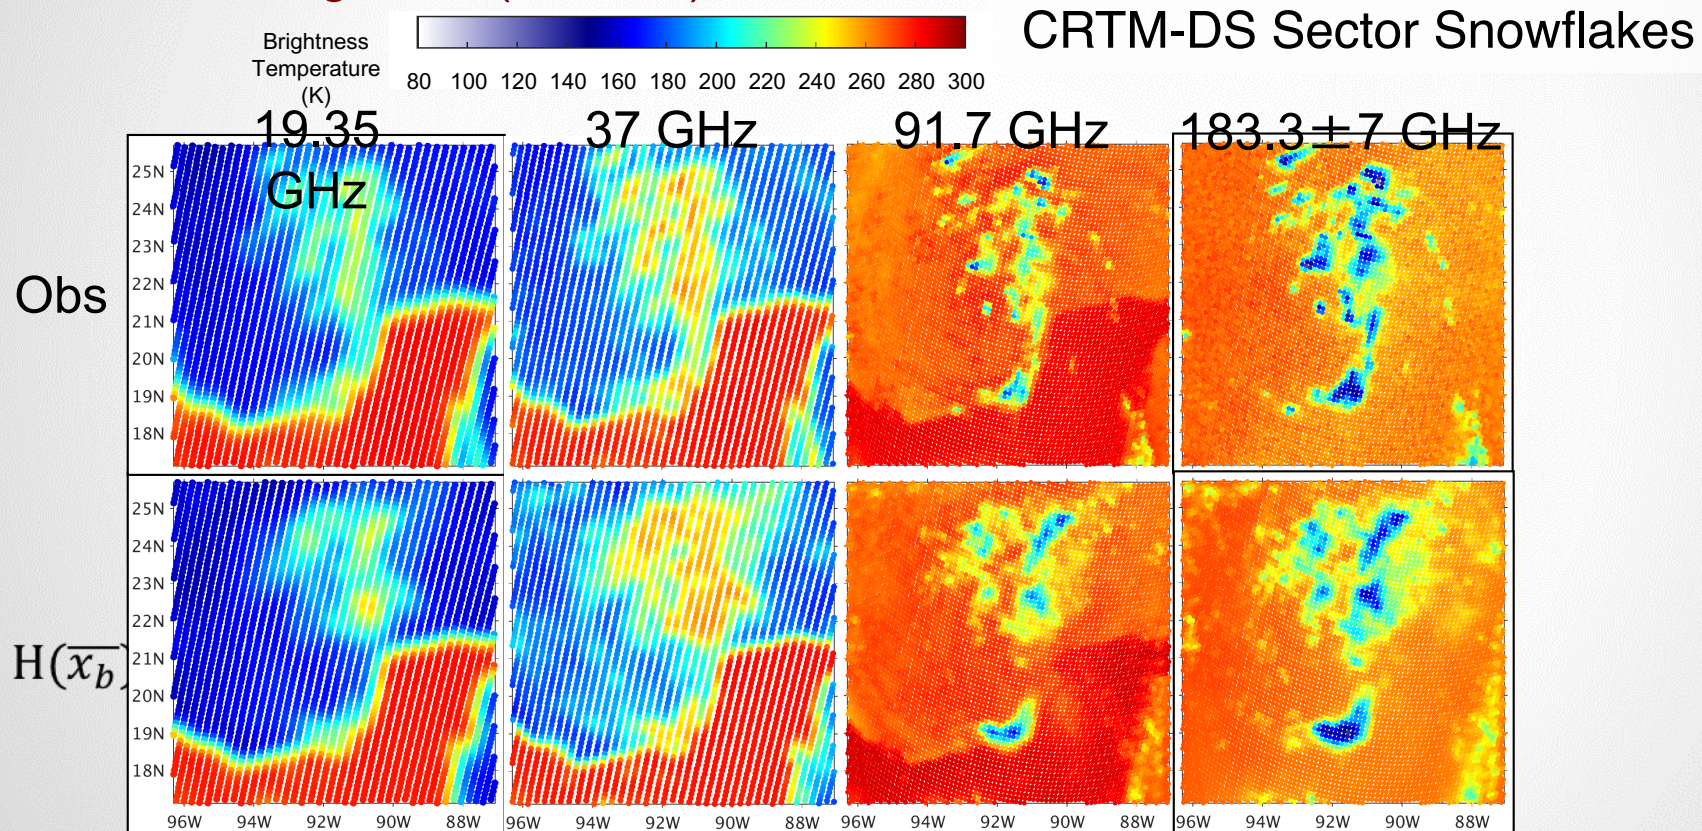 CRTM-DS Sector Snowflakes
Brightness
Temperature
(K)
80 100 120 140 160 180 200 220 240 260 280 300
19.35
GHz
37 GHz
91.7 GHz
183.3±7 GHz
Obs
25N
24N
23N
22N
21N
20N
19N
18N
H(x̅_b̅)
25N
24N
23N
22N
21N
20N
19N
18N
96W 94W 92W 90W 88W
96W 94W 92W 90W 88W
96W 94W 92W 90W 88W
96W 94W 92W 90W 88W